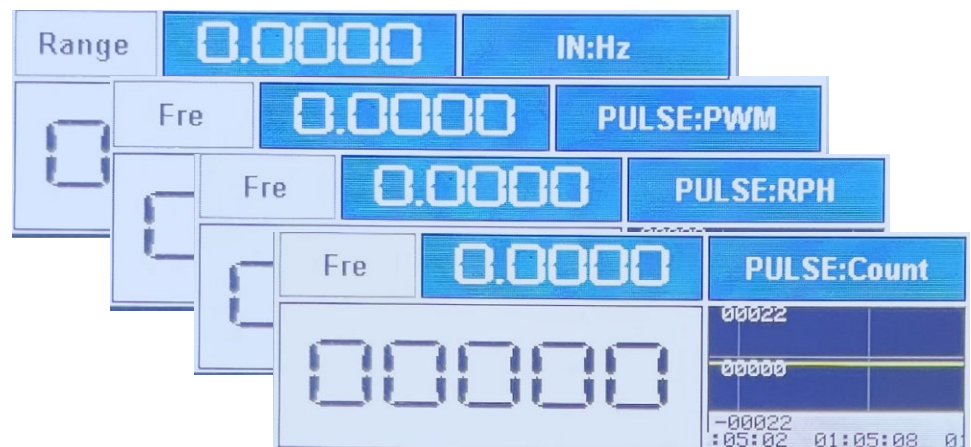 Range 0.0000 IN:Hz
Fre 0.0000 PULSE:PWM
Fre 0.0000 PULSE:RPH
Fre 0.0000 PULSE:Count
00022
00000 00000
-00022
:05:02 01:05:08